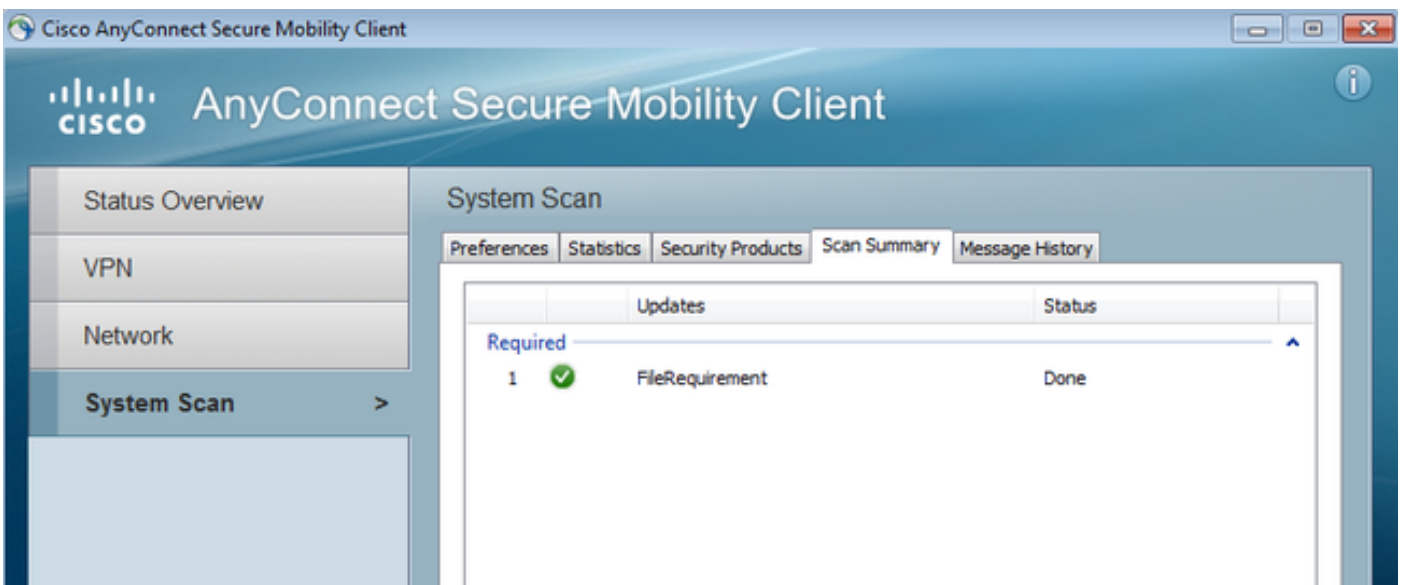 Cisco AnyConnect Secure Mobility Client
CISCO AnyConnect Secure Mobility Client
Status Overview
VPN
Network
System Scan >
System Scan
Preferences Statistics Security Products Scan Summary Message History
Updates Status
Required
1 FileRequirement Done